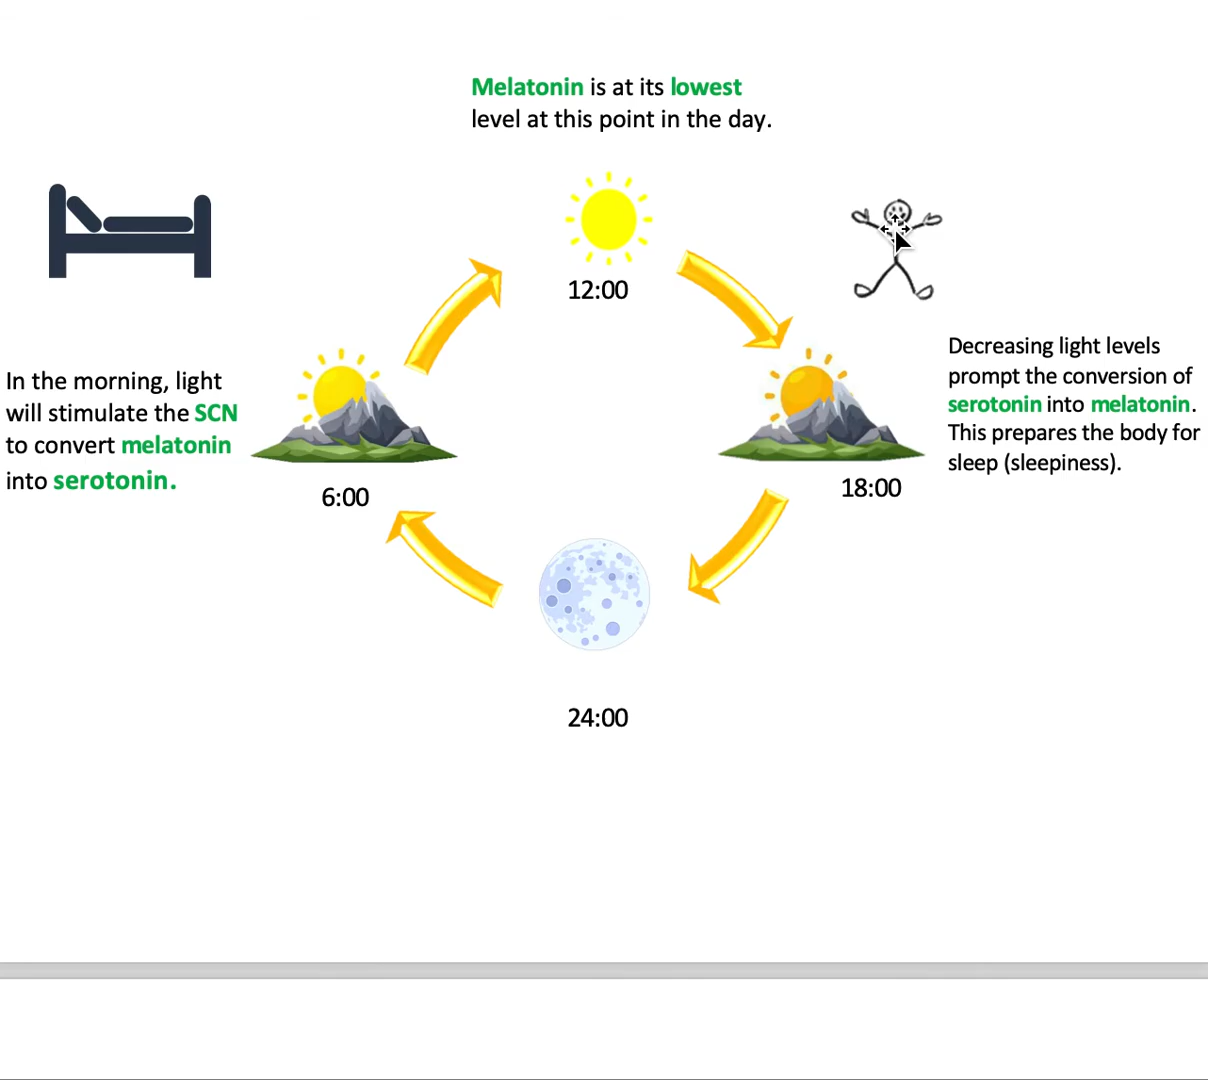 Melatonin is at its lowest
level at this point in the day.
12:00
In the morning, light
will stimulate the SCN
to convert melatonin
into serotonin.
6:00
Decreasing light levels
prompt the conversion of
serotonin into melatonin.
This prepares the body for
sleep (sleepiness).
18:00
24:00